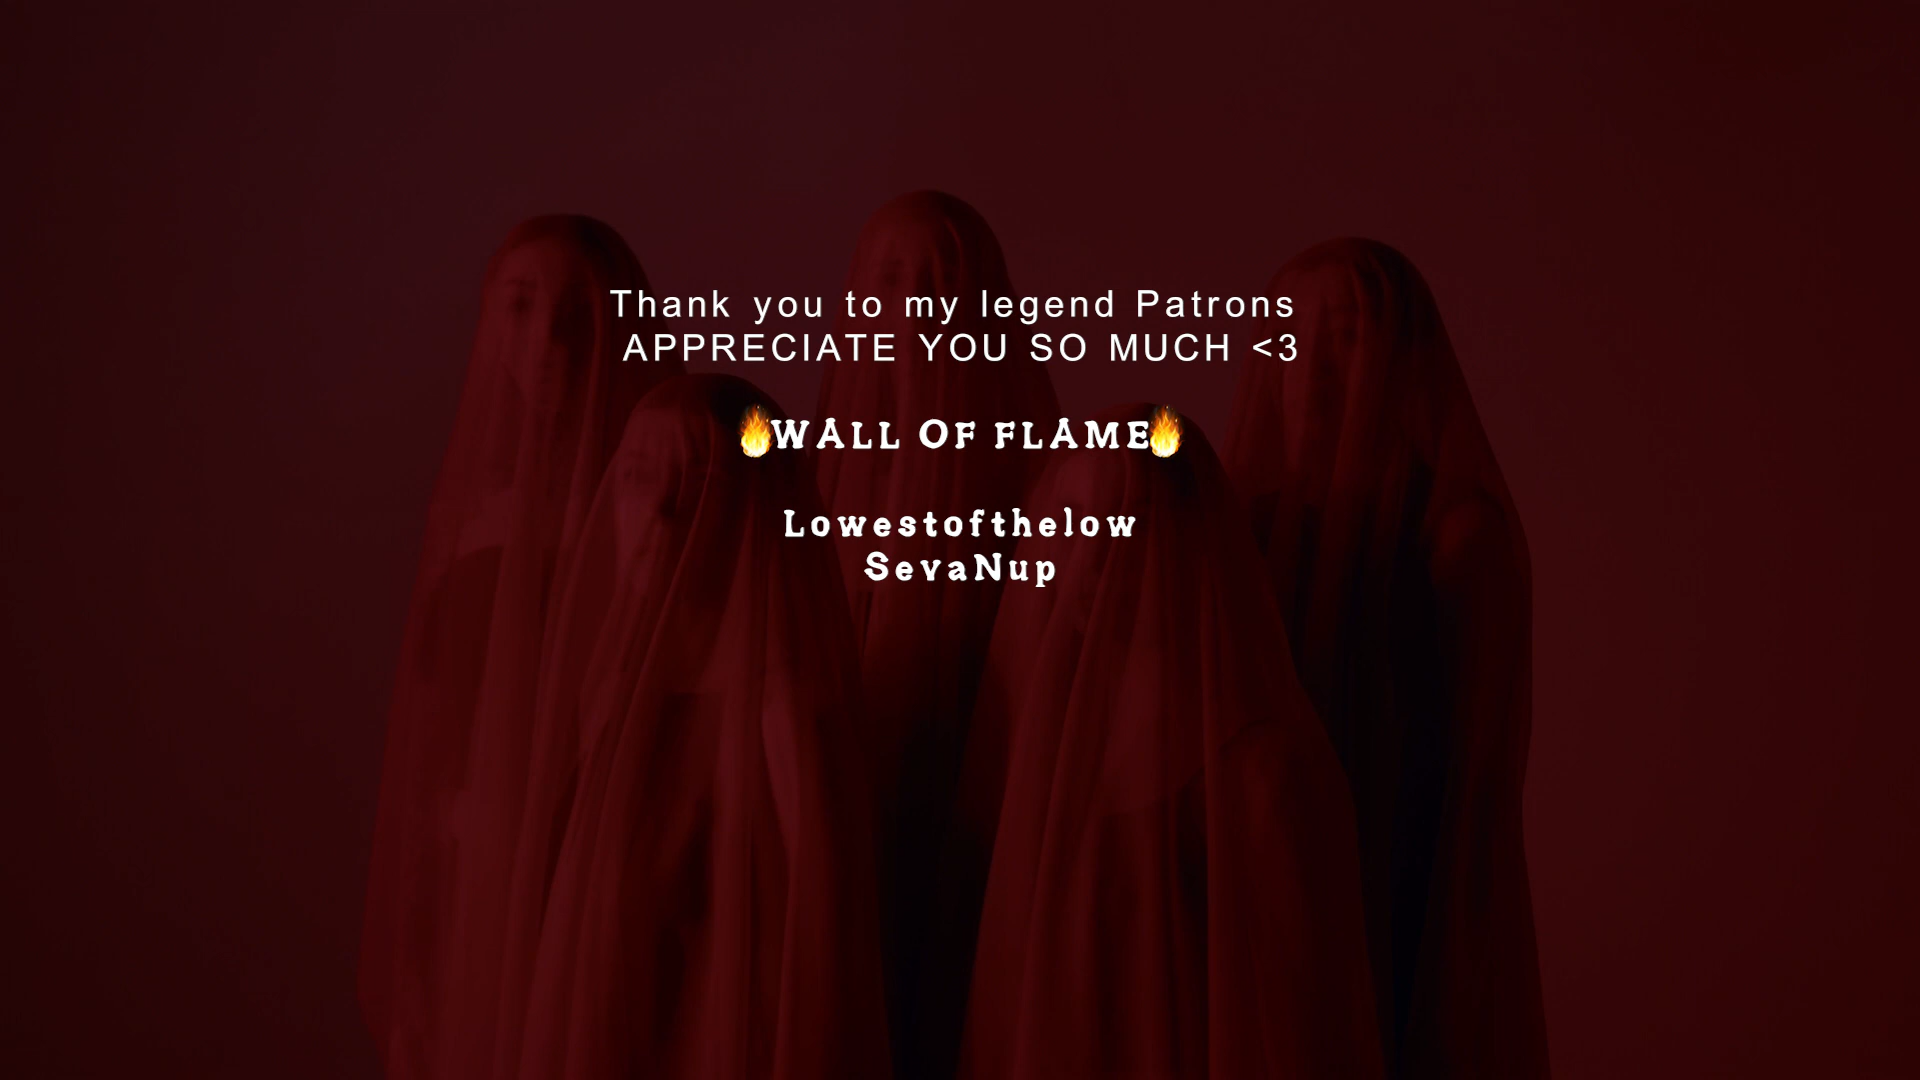 Thank you to my legend Patrons
APPRECIATE YOU SO MUCH <3
🔥WALL OF FLAME🔥
Lowestofthelow
SevaNup